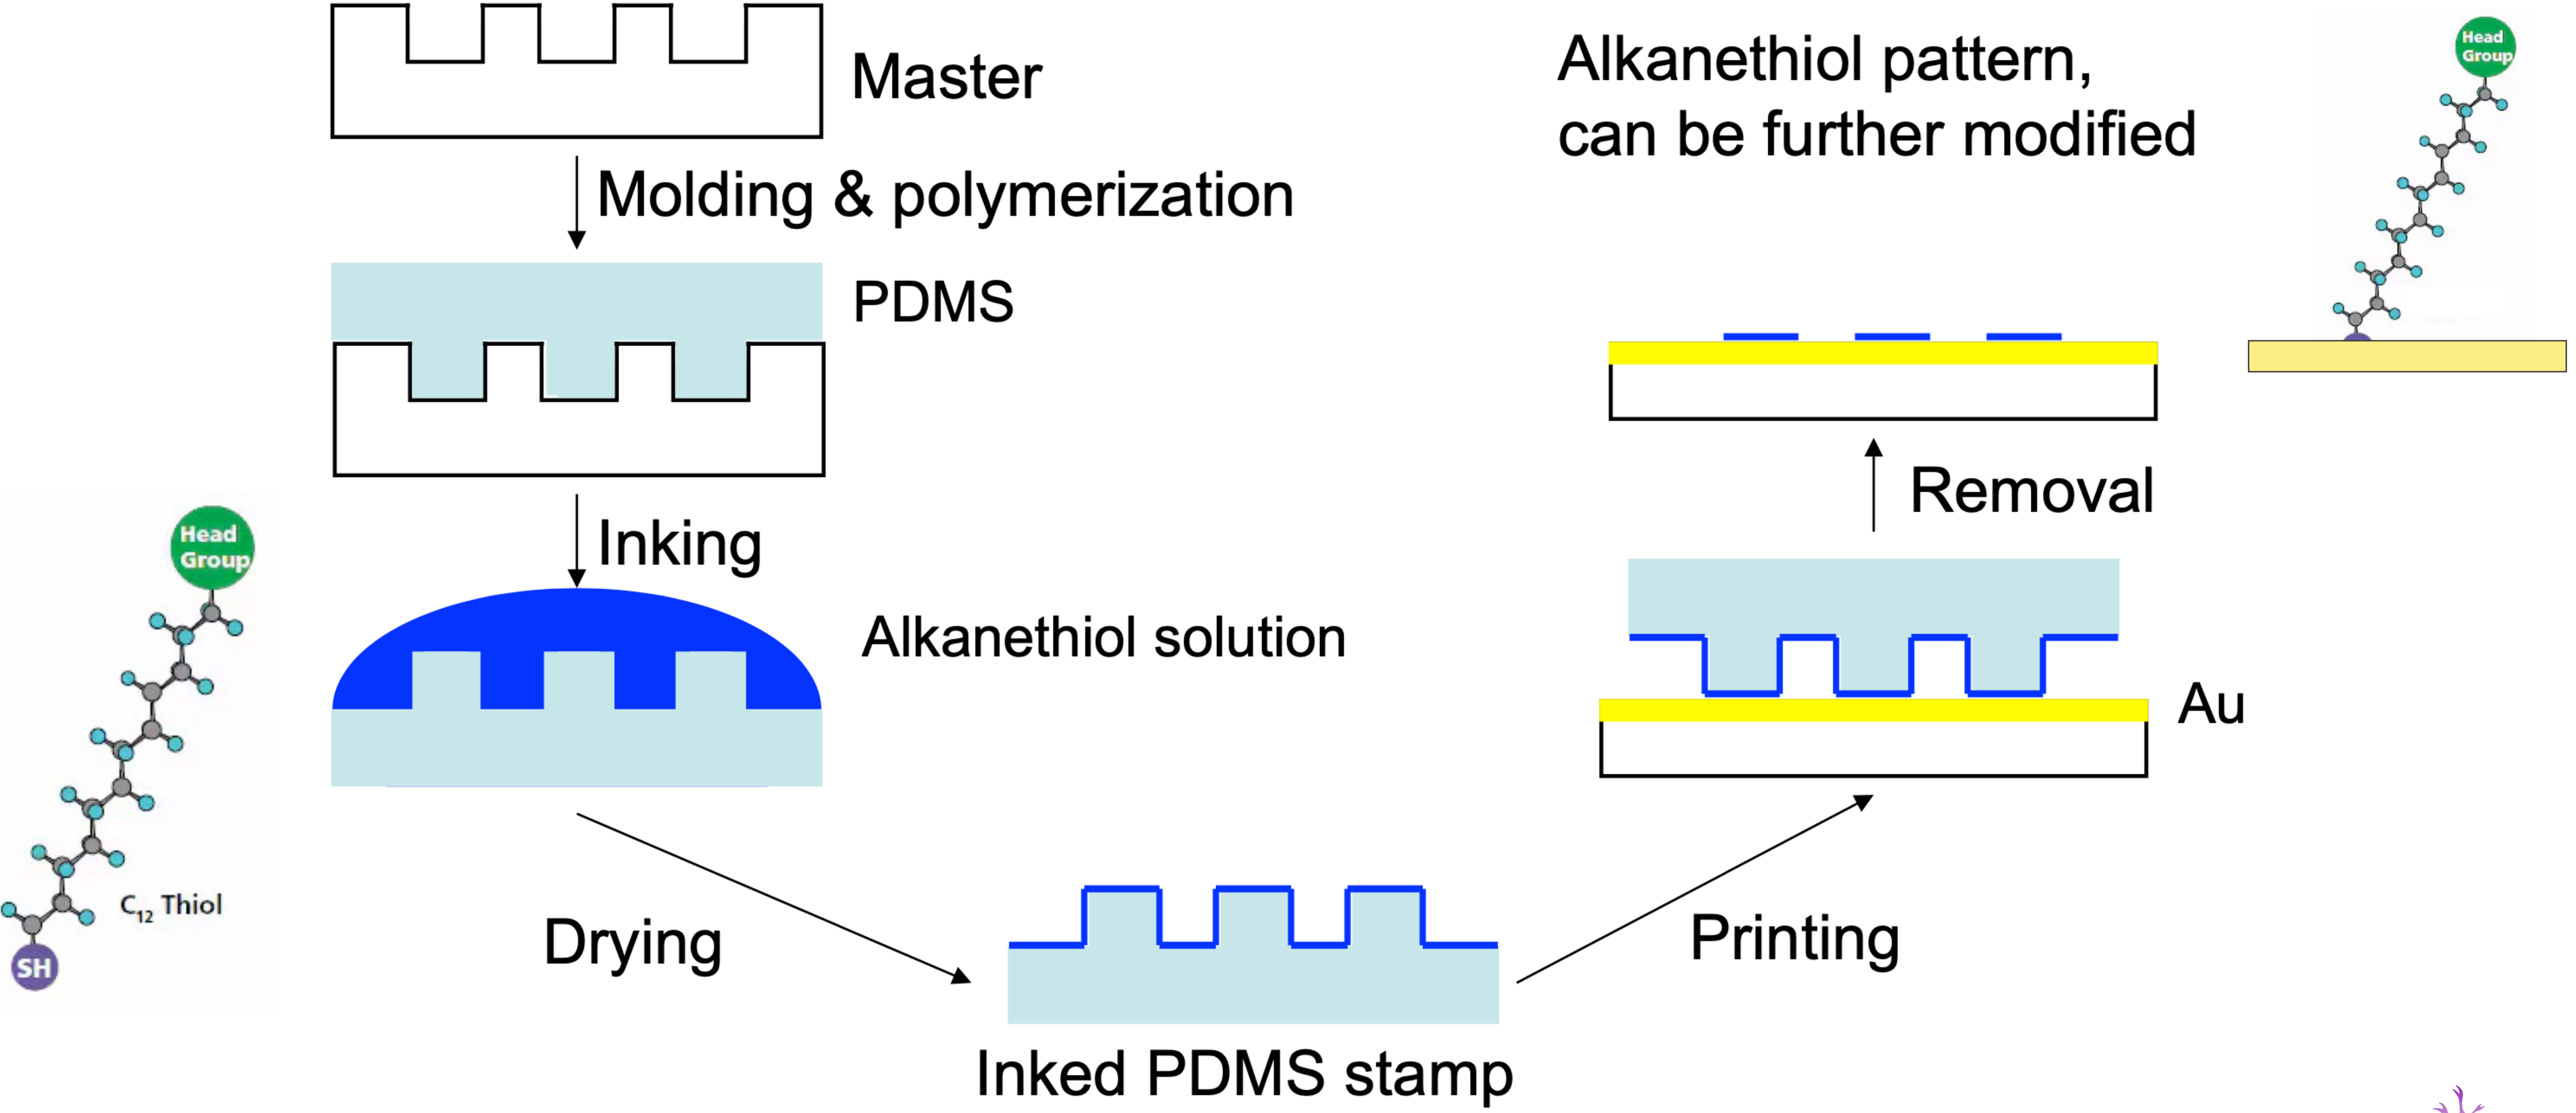 Master
Molding & polymerization
PDMS
Inking
Alkanethiol solution
Head
Group
C12 Thiol
SH
Drying
Inked PDMS stamp
Printing
Au
Removal
Alkanethiol pattern,
can be further modified
Head
Group